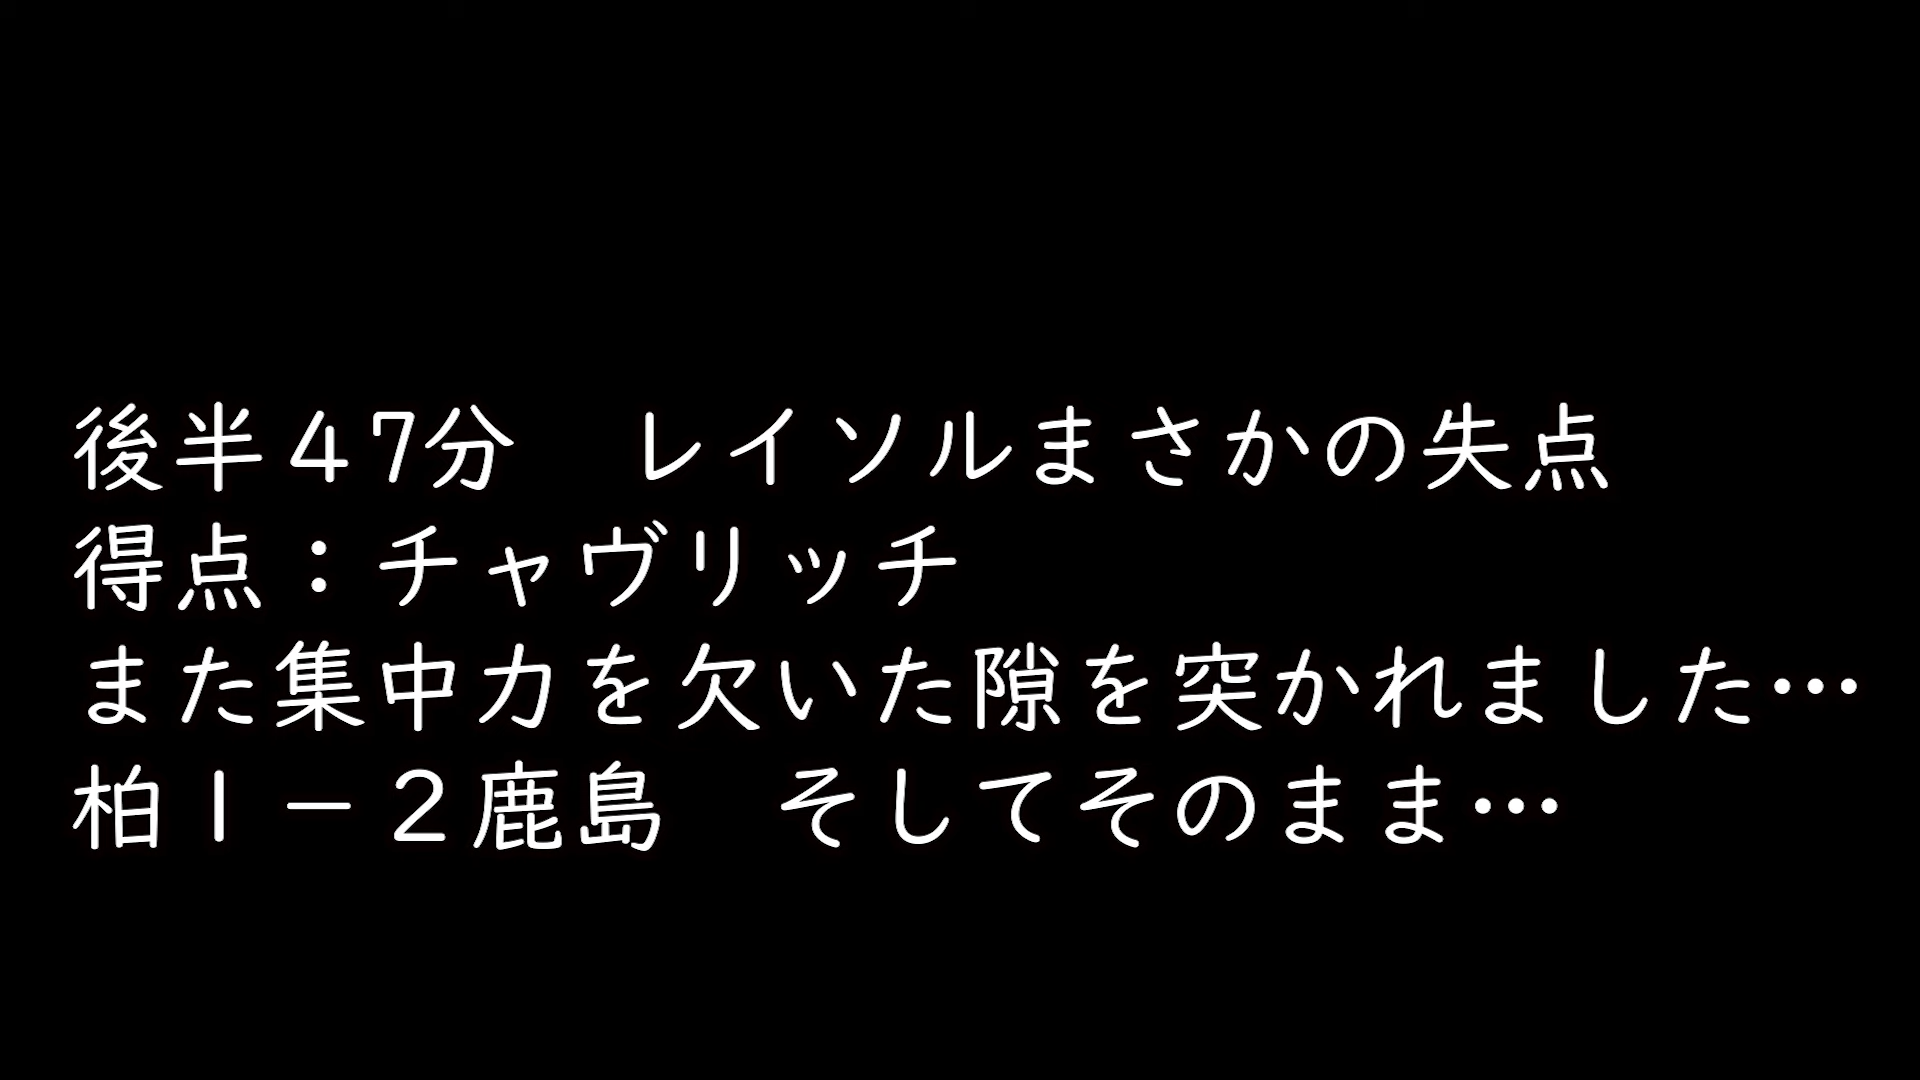 後半４７分　レイソルまさかの失点
得点：チャヴリッチ
また集中力を欠いた隙を突かれました…
柏１－２鹿島　そしてそのまま…